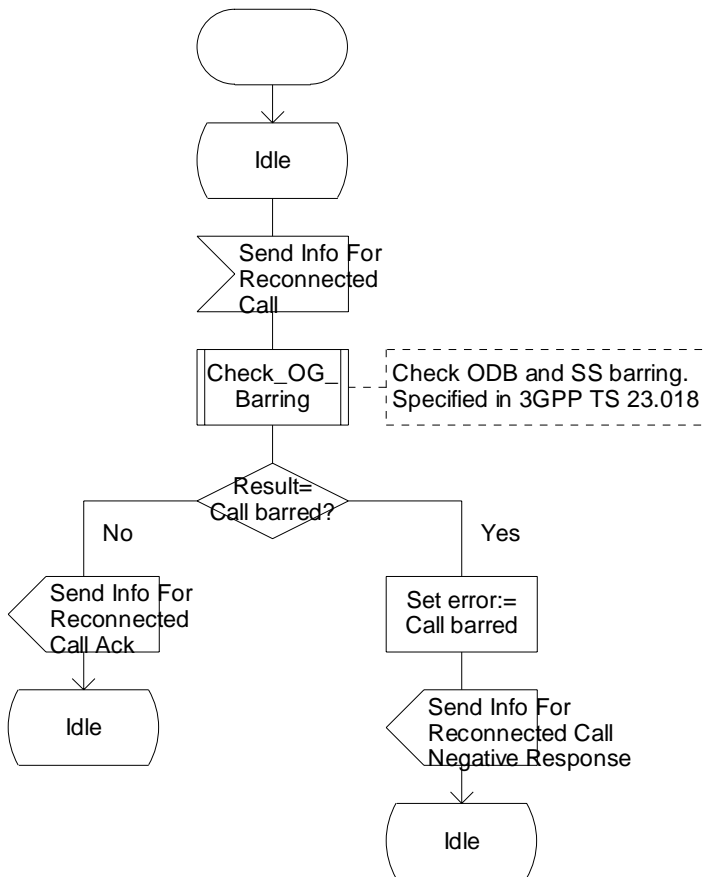 Idle
Send Info For
Reconnected
Call
Check_OG_
Barring
Check ODB and SS barring.
Specified in 3GPP TS 23.018
Result=
Call barred?
No
Yes
Send Info For
Reconnected
Call Ack
Set error:=
Call barred
Idle
Send Info For
Reconnected Call
Negative Response
Idle